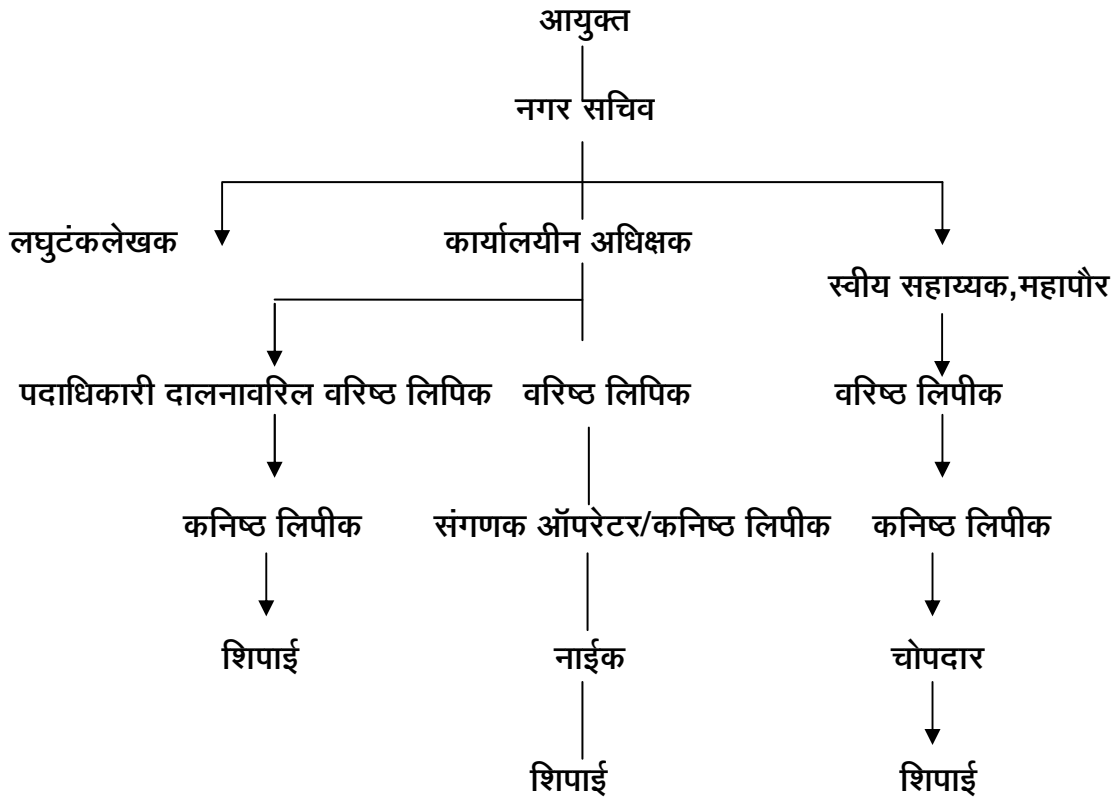 आयुक्त
नगर सचिव
लघुटंकलेखक कार्यालयीन अधिक्षक
स्वीय सहाय्यक,महापौर
पदाधिकारी दालनावरिल वरिष्ठ लिपिक वरिष्ठ लिपिक वरिष्ठ लिपीक
कनिष्ठ लिपीक संगणक ऑपरेटर/कनिष्ठ लिपीक कनिष्ठ लिपीक
शिपाई नाईक चोपदार
शिपाई शिपाई